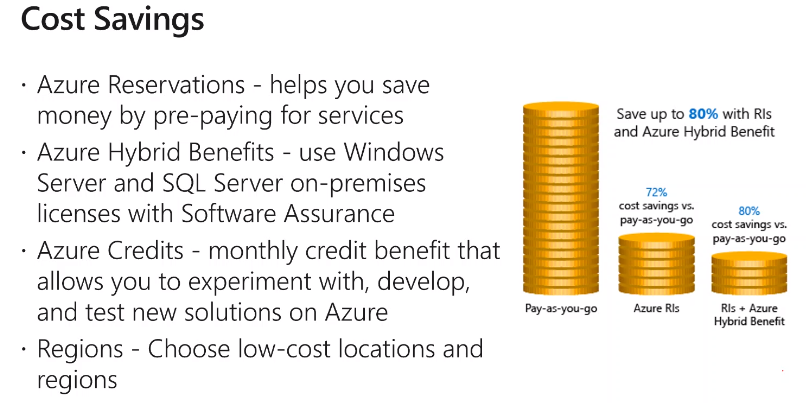 Cost Savings
· Azure Reservations - helps you save
money by pre-paying for services
· Azure Hybrid Benefits - use Windows
Server and SQL Server on-premises
licenses with Software Assurance
· Azure Credits - monthly credit benefit that
allows you to experiment with, develop,
and test new solutions on Azure
· Regions - Choose low-cost locations and
regions
Save up to 80% with RIs
and Azure Hybrid Benefit
72%
cost savings vs.
pay-as-you-go
80%
cost savings vs.
pay-as-you-go
Pay-as-you-go
Azure RIs
RIs + Azure
Hybrid Benefit